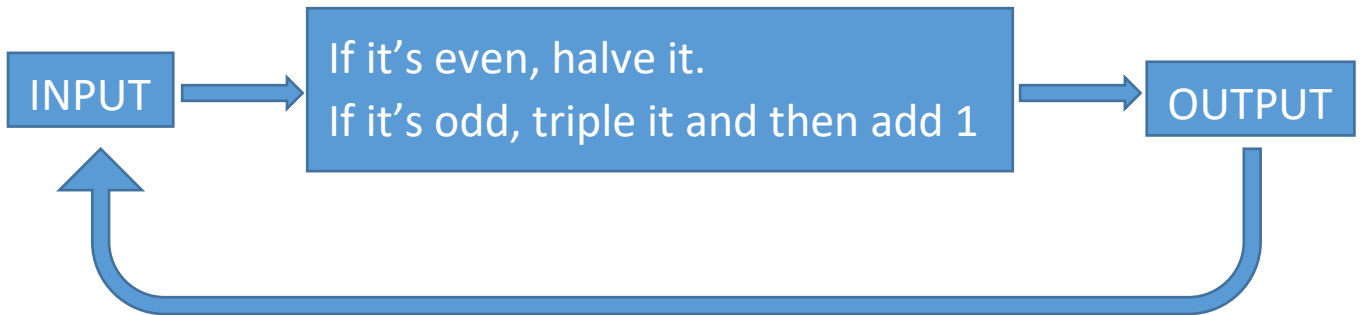 INPUT
If it’s even, halve it.
If it’s odd, triple it and then add 1
OUTPUT